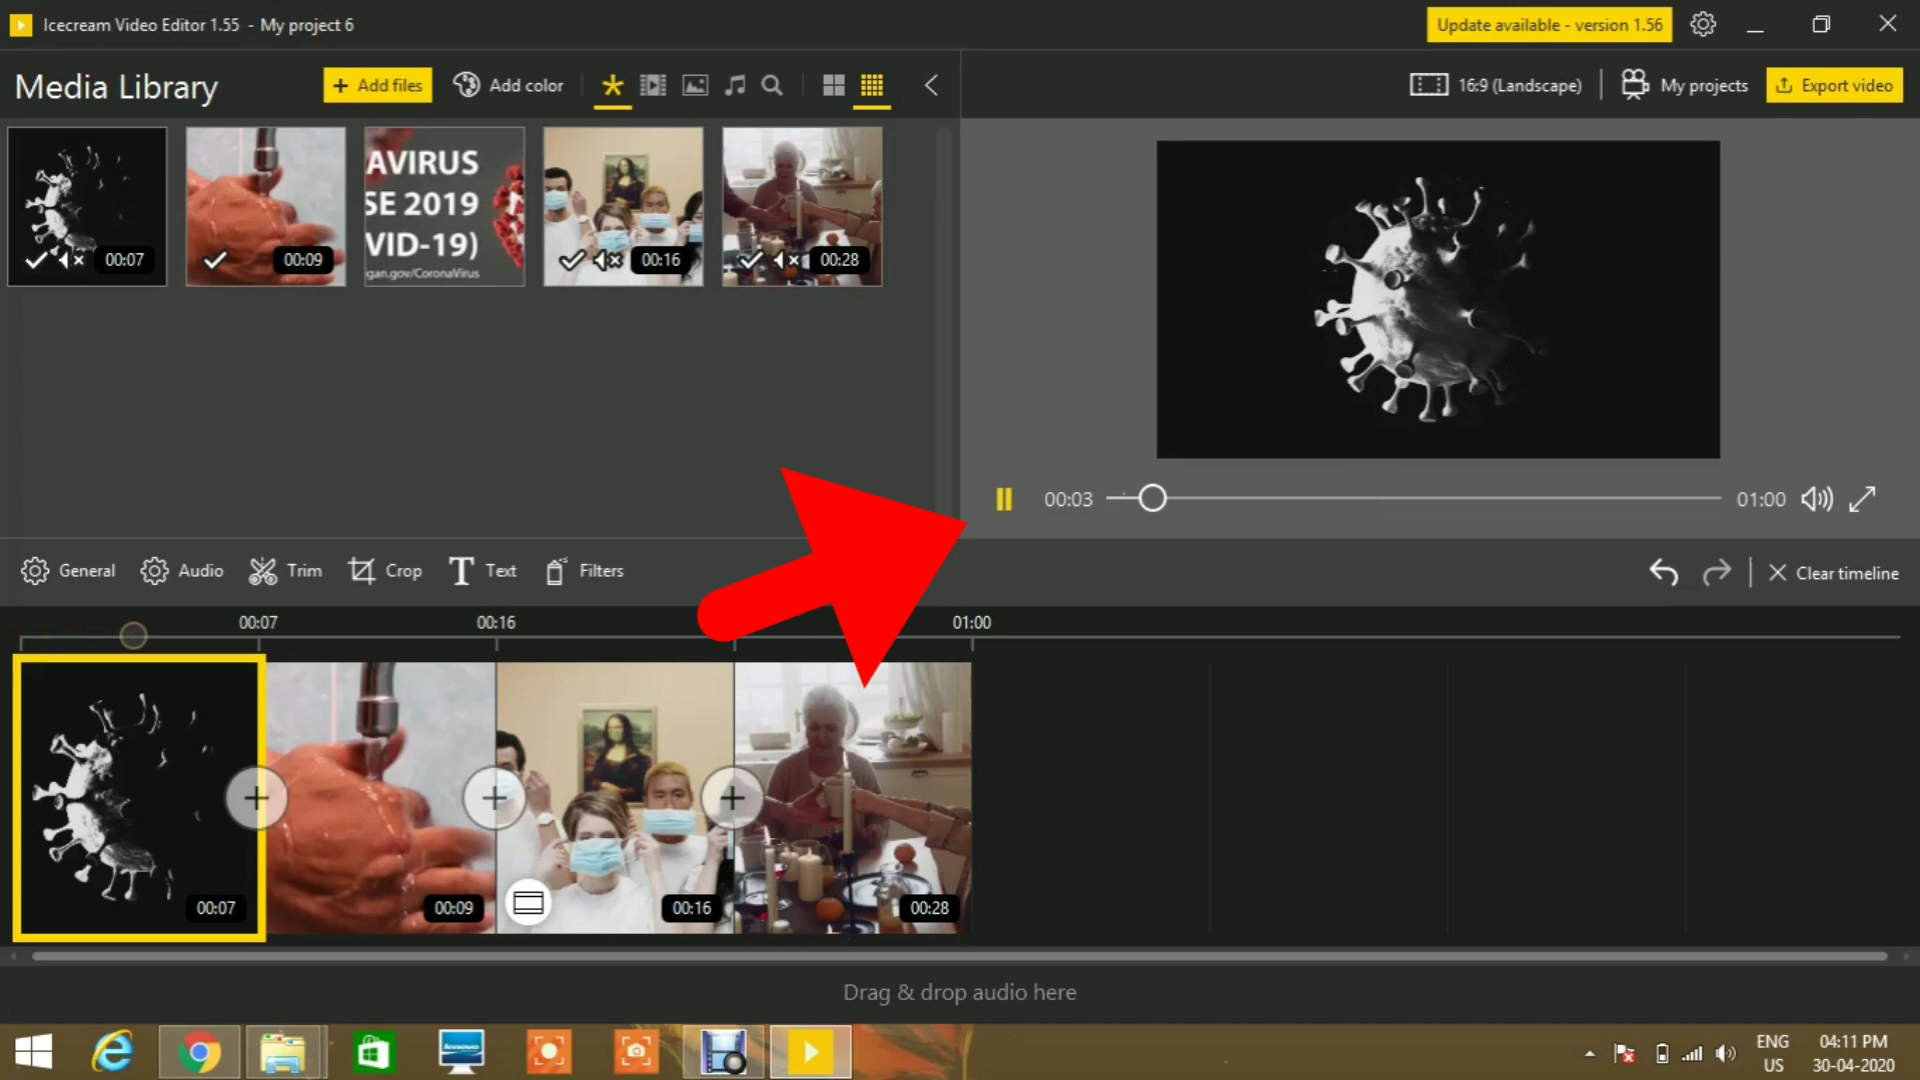 Icecream Video Editor 1.55 - My project 6
Update available - version 1.56
Media Library
+ Add files
Add color
16:9 (Landscape)
My projects
Export video
AVIRUS
SE 2019
VID-19)
gan.gov/CoronaVirus
00:07
00:09
00:16
00:28
00:03
01:00
General
Audio
Trim
Crop
T Text
Filters
Clear timeline
00:07
00:16
01:00
00:07
00:09
00:16
00:28
Drag & drop audio here
lenovo
ENG
US
04:11 PM
30-04-2020